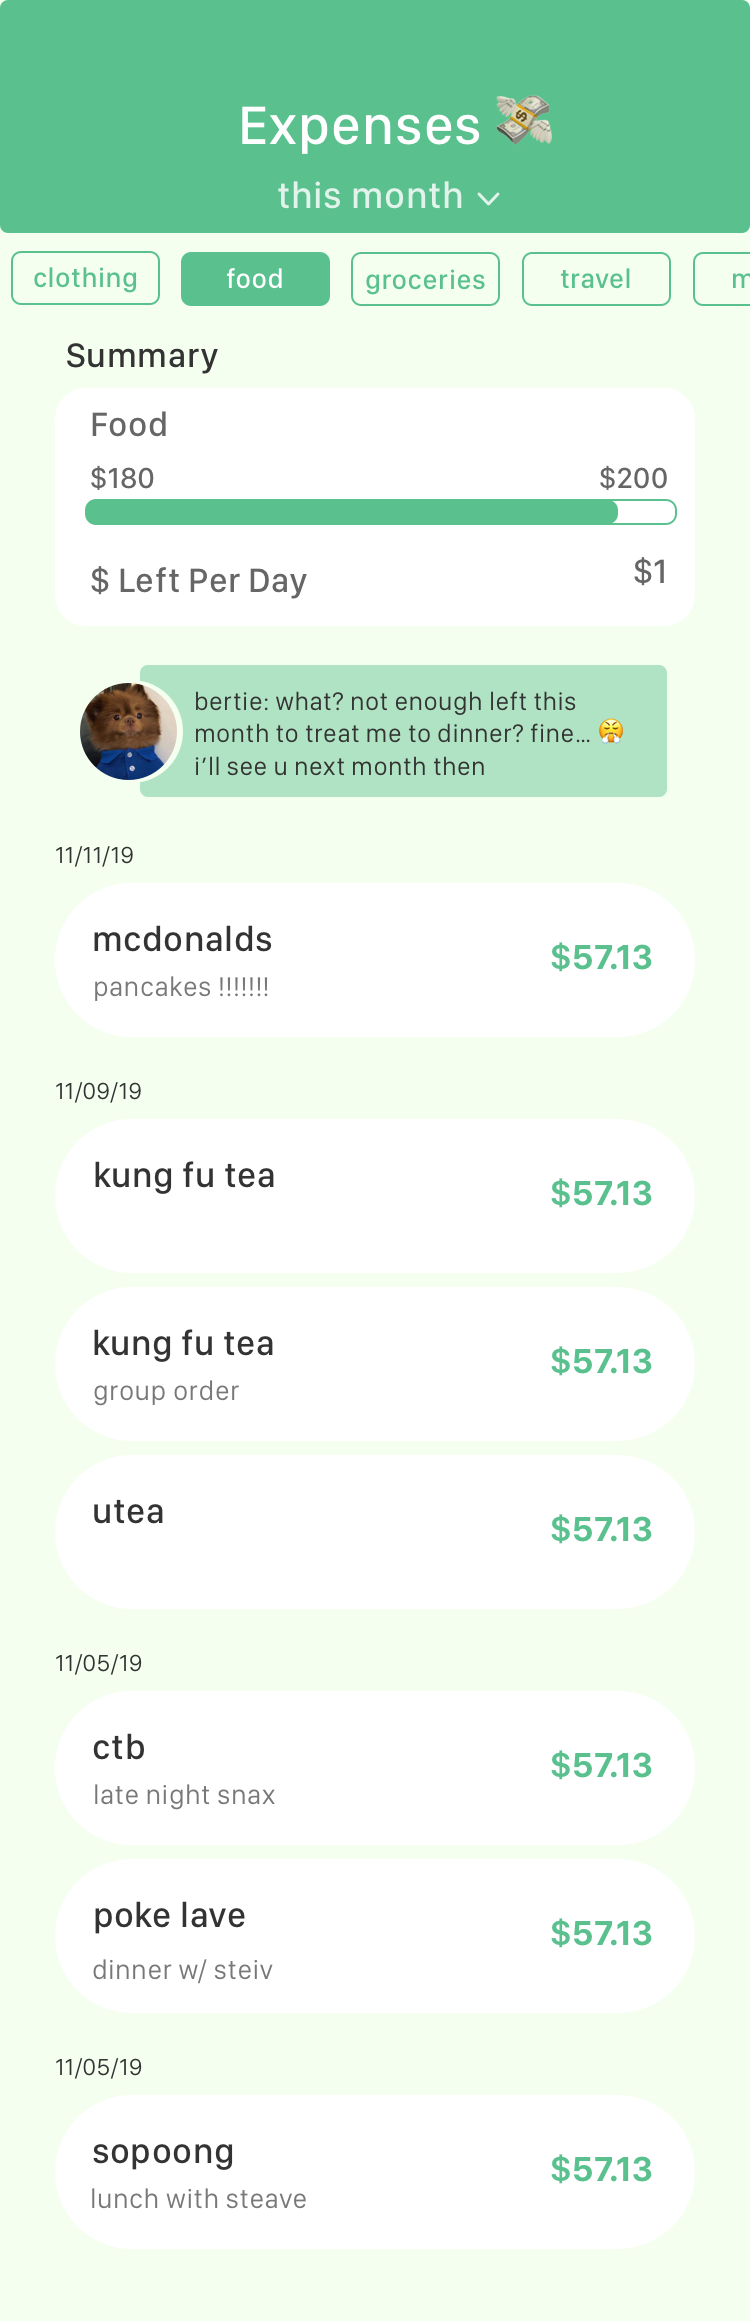 Expenses 💸
this month
clothing
food
groceries
travel
m
Summary
Food
$180
$200
$ Left Per Day
$1
bertie: what? not enough left this
month to treat me to dinner? fine... 😤
i’ll see u next month then
11/11/19
mcdonalds
$57.13
pancakes !!!!!!!
11/09/19
kung fu tea
$57.13
kung fu tea
$57.13
group order
utea
$57.13
11/05/19
ctb
$57.13
late night snax
poke lave
$57.13
dinner w/ steiv
11/05/19
sopoong
$57.13
lunch with steave